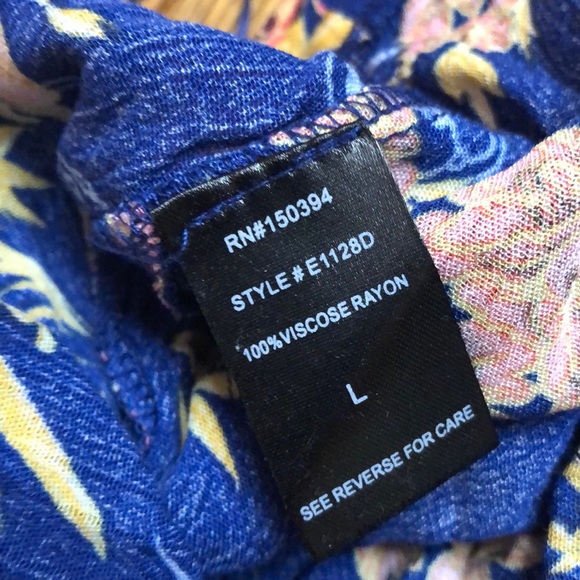 RN#150394
STYLE # E1128D
100%VISCOSE RAYON
L
SEE REVERSE FOR CARE